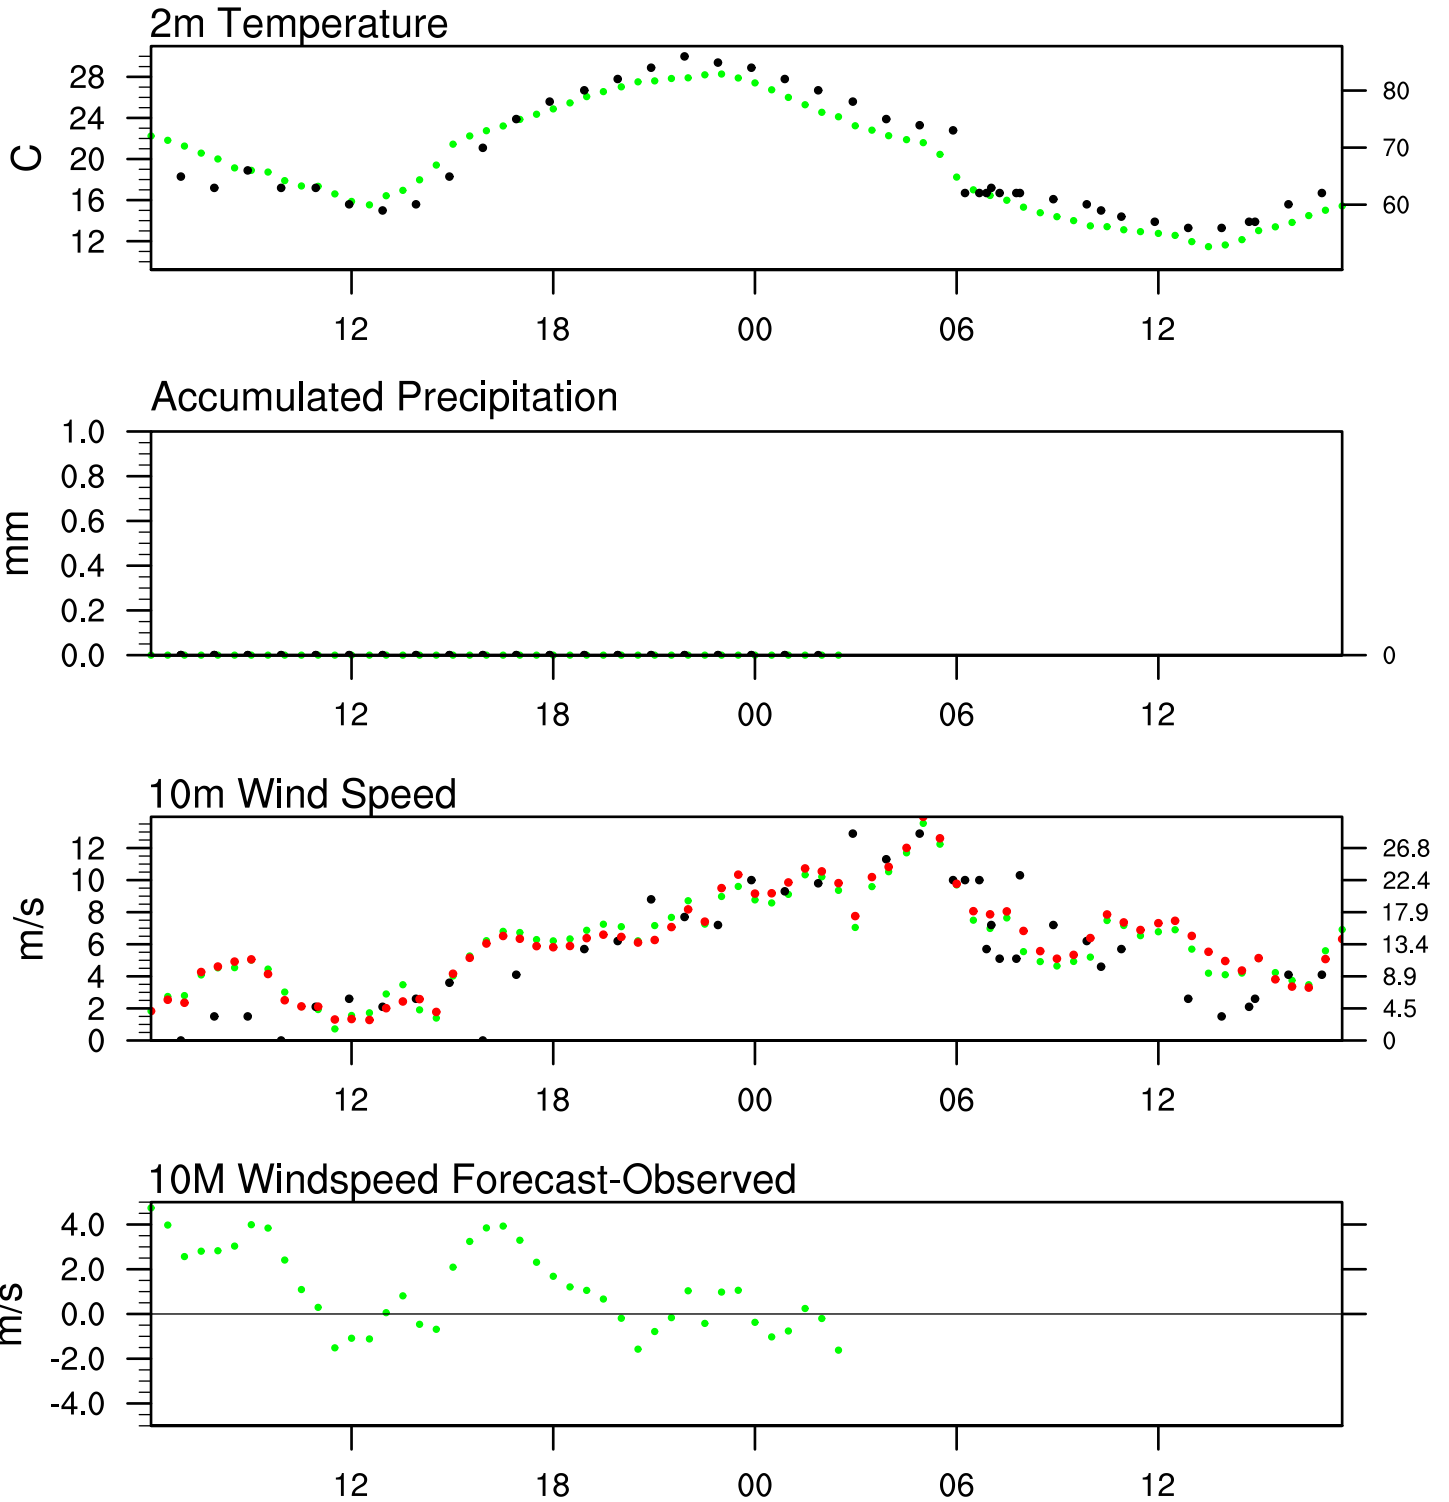 2m Temperature
C
28
24
20
16
12
80
70
60
12 18 00 06 12
Accumulated Precipitation
mm
1.0
0.8
0.6
0.4
0.2
0.0
0
12 18 00 06 12
10m Wind Speed
m/s
12
10
8
6
4
2
0
26.8
22.4
17.9
13.4
8.9
4.5
0
12 18 00 06 12
10M Windspeed Forecast-Observed
m/s
4.0
2.0
0.0
-2.0
-4.0
12 18 00 06 12